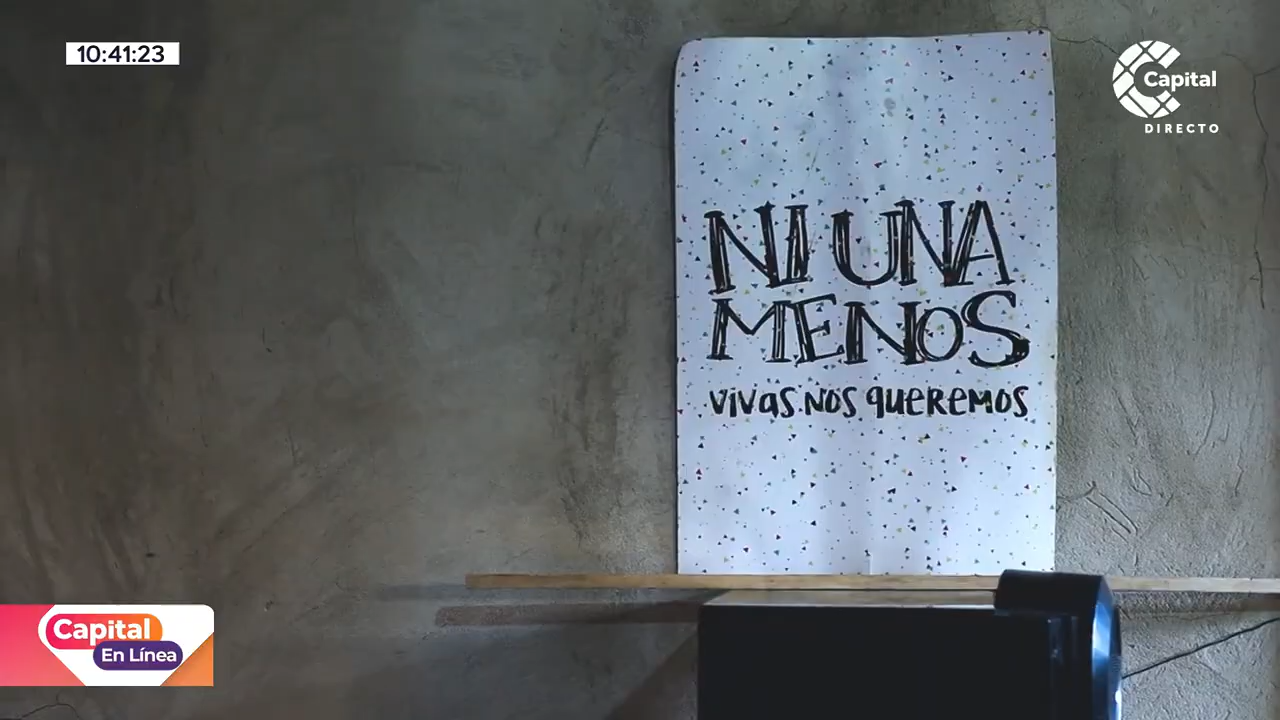 10:41:23
Capital
DIRECTO
NI UNA
MENOS
vivas nos queremos
Capital
En Línea